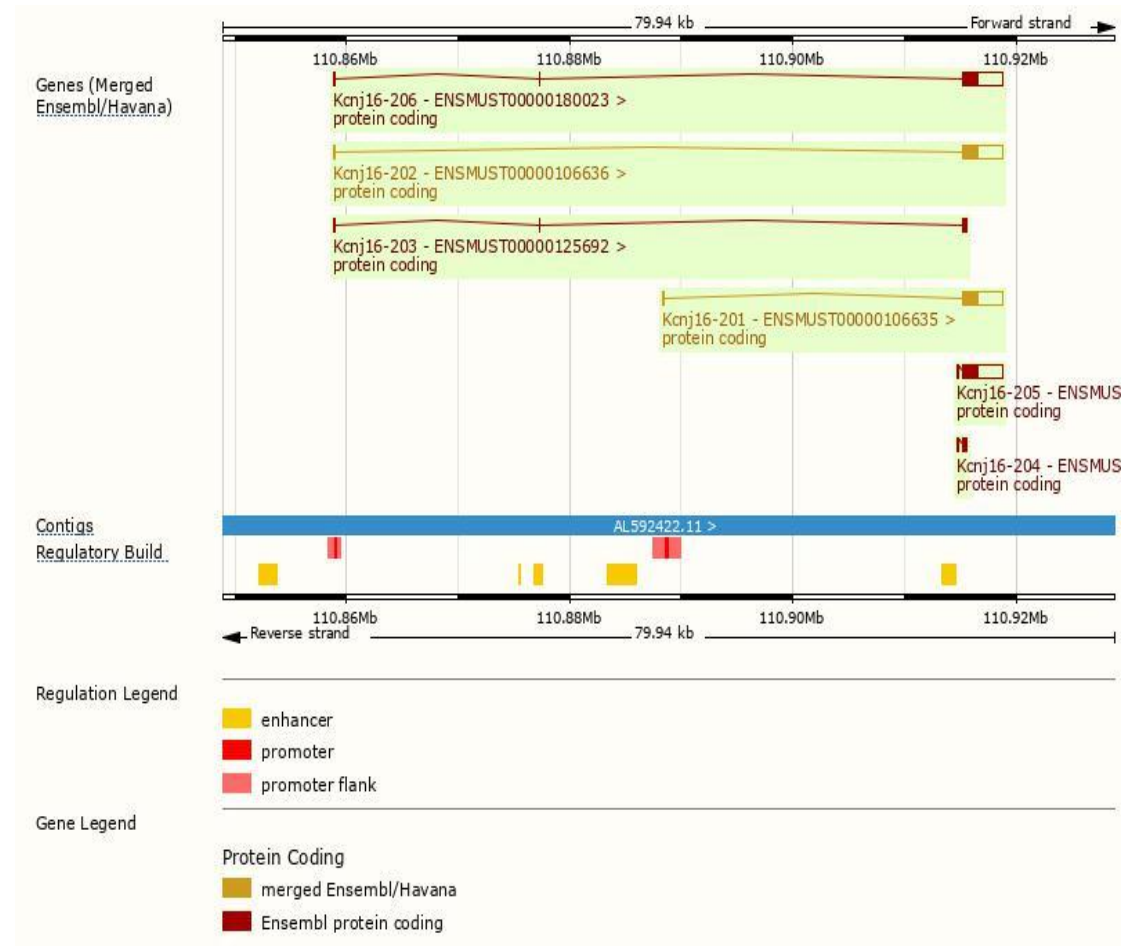 79.94 kb Forward strand
110.86Mb 110.88Mb 110.90Mb 110.92Mb
Genes (Merged
Ensembl/Havana)
Kcnj16-206 - ENSMUST00000180023 >
protein coding
Kcnj16-202 - ENSMUST00000106636 >
protein coding
Kcnj16-203 - ENSMUST00000125692 >
protein coding
Kcnj16-201 - ENSMUST00000106635 >
protein coding
Kcnj16-205 - ENSMUS
protein coding
Kcnj16-204 - ENSMUS
protein coding
Contigs AL592422.11 >
Regulatory Build
110.86Mb 110.88Mb 110.90Mb 110.92Mb
Reverse strand 79.94 kb
Regulation Legend
enhancer
promoter
promoter flank
Gene Legend
Protein Coding
merged Ensembl/Havana
Ensembl protein coding